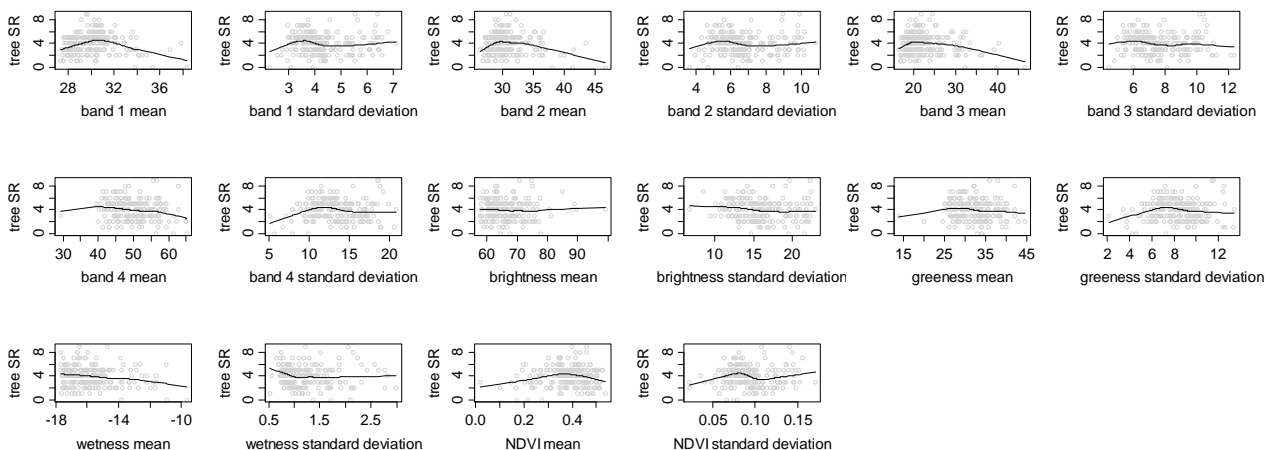 tree SR
0 4 8
28 32 36
band 1 mean
tree SR
0 4 8
3 4 5 6 7
band 1 standard deviation
tree SR
0 4 8
30 35 40 45
band 2 mean
tree SR
0 4 8
4 6 8 10
band 2 standard deviation
tree SR
0 4 8
20 30 40
band 3 mean
tree SR
0 4 8
6 8 10 12
band 3 standard deviation
tree SR
0 4 8
30 40 50 60
band 4 mean
tree SR
0 4 8
5 10 15 20
band 4 standard deviation
tree SR
0 4 8
60 70 80 90
brightness mean
tree SR
0 4 8
10 15 20
brightness standard deviation
tree SR
0 4 8
15 25 35 45
greeness mean
tree SR
0 4 8
2 4 6 8 12
greeness standard deviation
tree SR
0 4 8
-18 -14 -10
wetness mean
tree SR
0 4 8
0.5 1.5 2.5
wetness standard deviation
tree SR
0 4 8
0.0 0.2 0.4
NDVI mean
tree SR
0 4 8
0.05 0.10 0.15
NDVI standard deviation